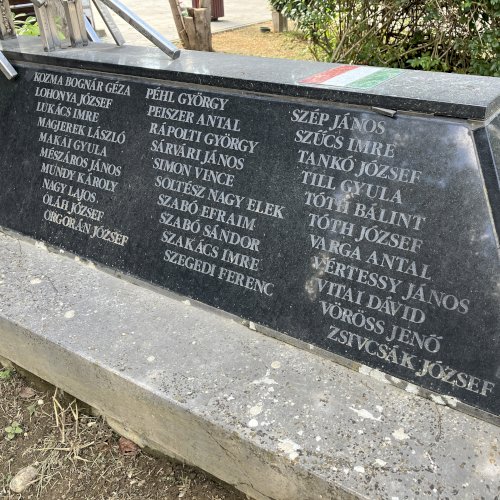 KOZMA BOGNÁR GÉZA
LOHONYA JÓZSEF
LUKÁCS IMRE
MAGJEREK LÁSZLÓ
MAKAI GYULA
MÉSZÁROS JÁNOS
MUNDY KÁROLY
NAGY LAJOS
OLÁH JÓZSEF
ORGOVÁN JÓZSEF
PÉHL GYÖRGY
PEISZER ANTAL
RÁPOLTI GYÖRGY
SÁRVÁRI JÁNOS
SIMON VINCE
SOLTÉSZ NAGY ELEK
SZABÓ EFRAIM
SZABÓ SÁNDOR
SZAKÁCS IMRE
SZEGEDI FERENC
SZÉP JÁNOS
SZŰCS IMRE
TANKÓ JÓZSEF
TILL GYULA
TÓTH BÁLINT
TÓTH JÓZSEF
VARGA ANTAL
VÉRTESSY JÁNOS
VITAI DÁVID
VÖRÖSS JENŐ
ZSIVCSÁK JÓZSEF